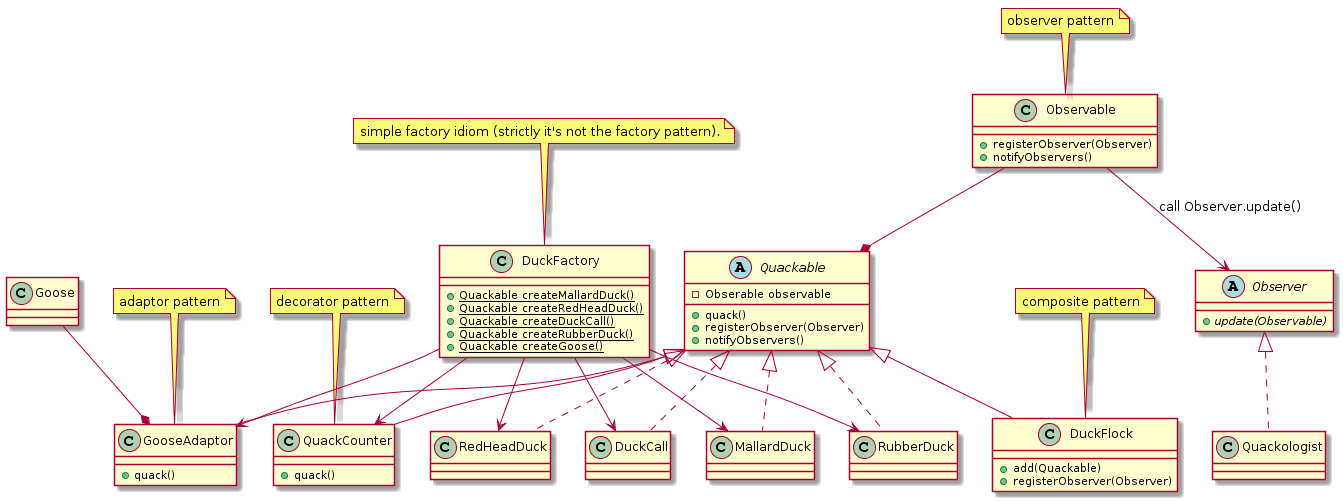 observer pattern
C Observable
registerObserver(Observer)
notifyObservers()
simple factory idiom (strictly it's not the factory pattern).
call Observer.update()
C DuckFactory
Quackable createMallardDuck()
Quackable createRedHeadDuck()
Quackable createDuckCall()
Quackable createRubberDuck()
Quackable createGoose()
A Quackable
Obserable observable
quack()
registerObserver(Observer)
notifyObservers()
C Goose
adaptor pattern
decorator pattern
composite pattern
A Observer
update(Observable)
C GooseAdaptor
quack()
C QuackCounter
quack()
C RedHeadDuck
C DuckCall
C MallardDuck
C RubberDuck
C DuckFlock
add(Quackable)
registerObserver(Observer)
C Quackologist